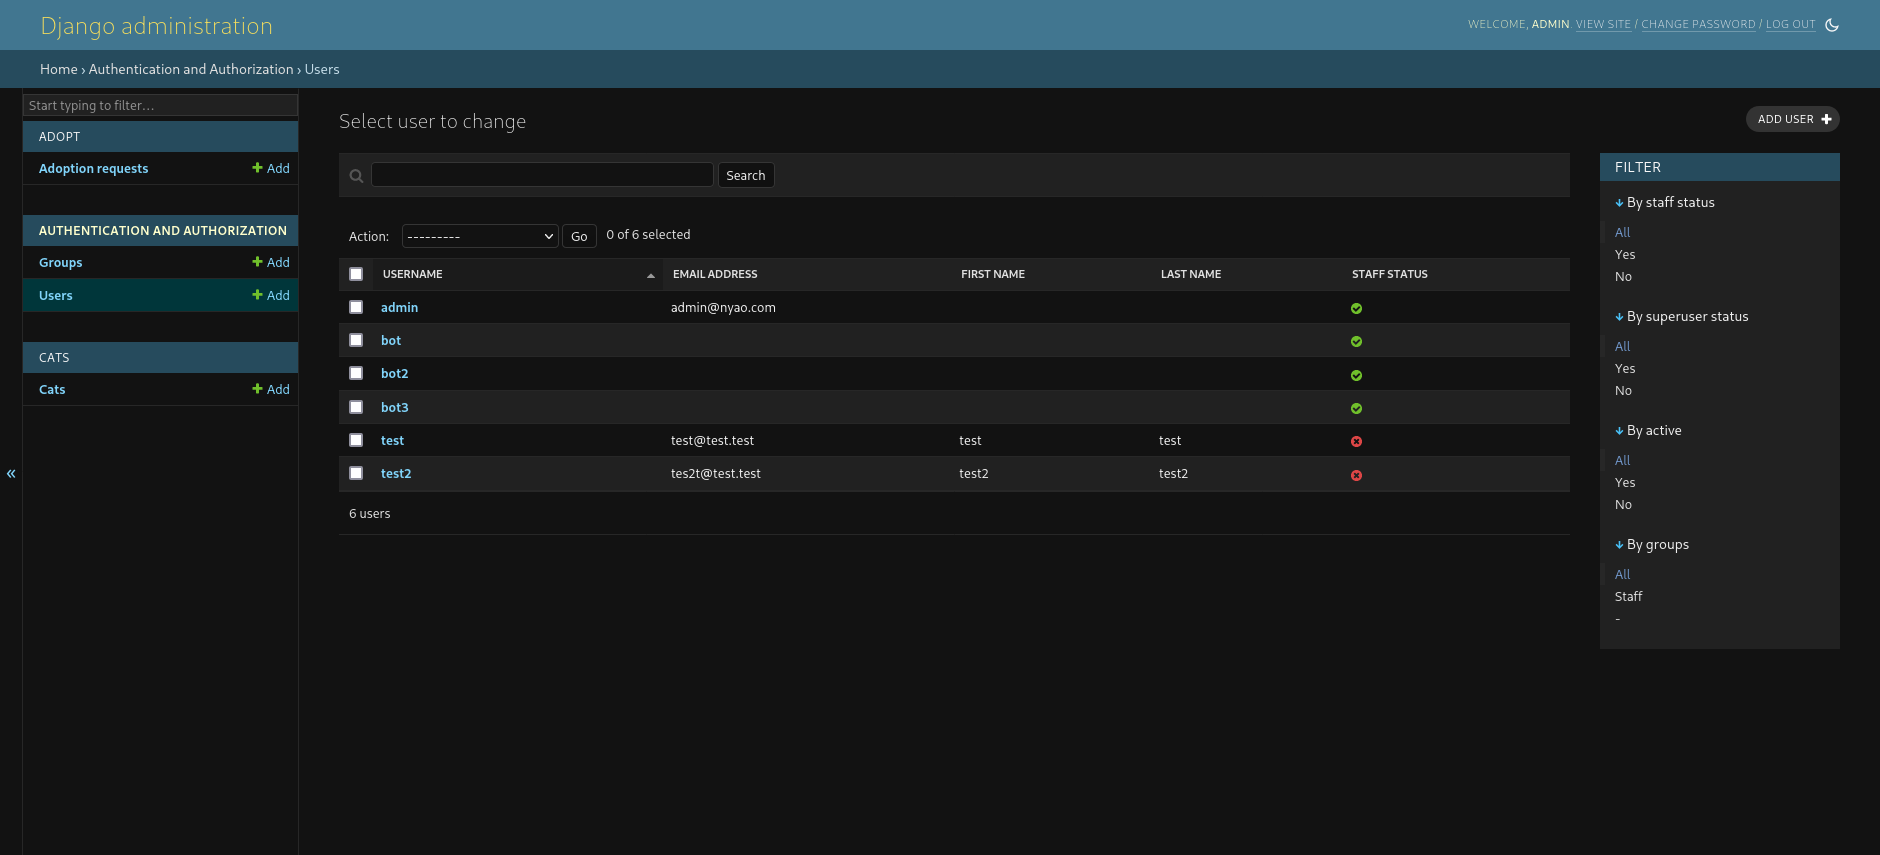 Django administration
WELCOME, ADMIN. VIEW SITE / CHANGE PASSWORD / LOG OUT
Home › Authentication and Authorization › Users
Start typing to filter...
ADOPT
Adoption requests + Add
AUTHENTICATION AND AUTHORIZATION
Groups + Add
Users + Add
CATS
Cats + Add
«
Select user to change
ADD USER +
Search
Action: --------- Go 0 of 6 selected
USERNAME EMAIL ADDRESS FIRST NAME LAST NAME STAFF STATUS
admin admin@nyao.com
bot
bot2
bot3
test test@test.test test test
test2 tes2t@test.test test2 test2
6 users
FILTER
↓ By staff status
All
Yes
No
↓ By superuser status
All
Yes
No
↓ By active
All
Yes
No
↓ By groups
All
Staff
-